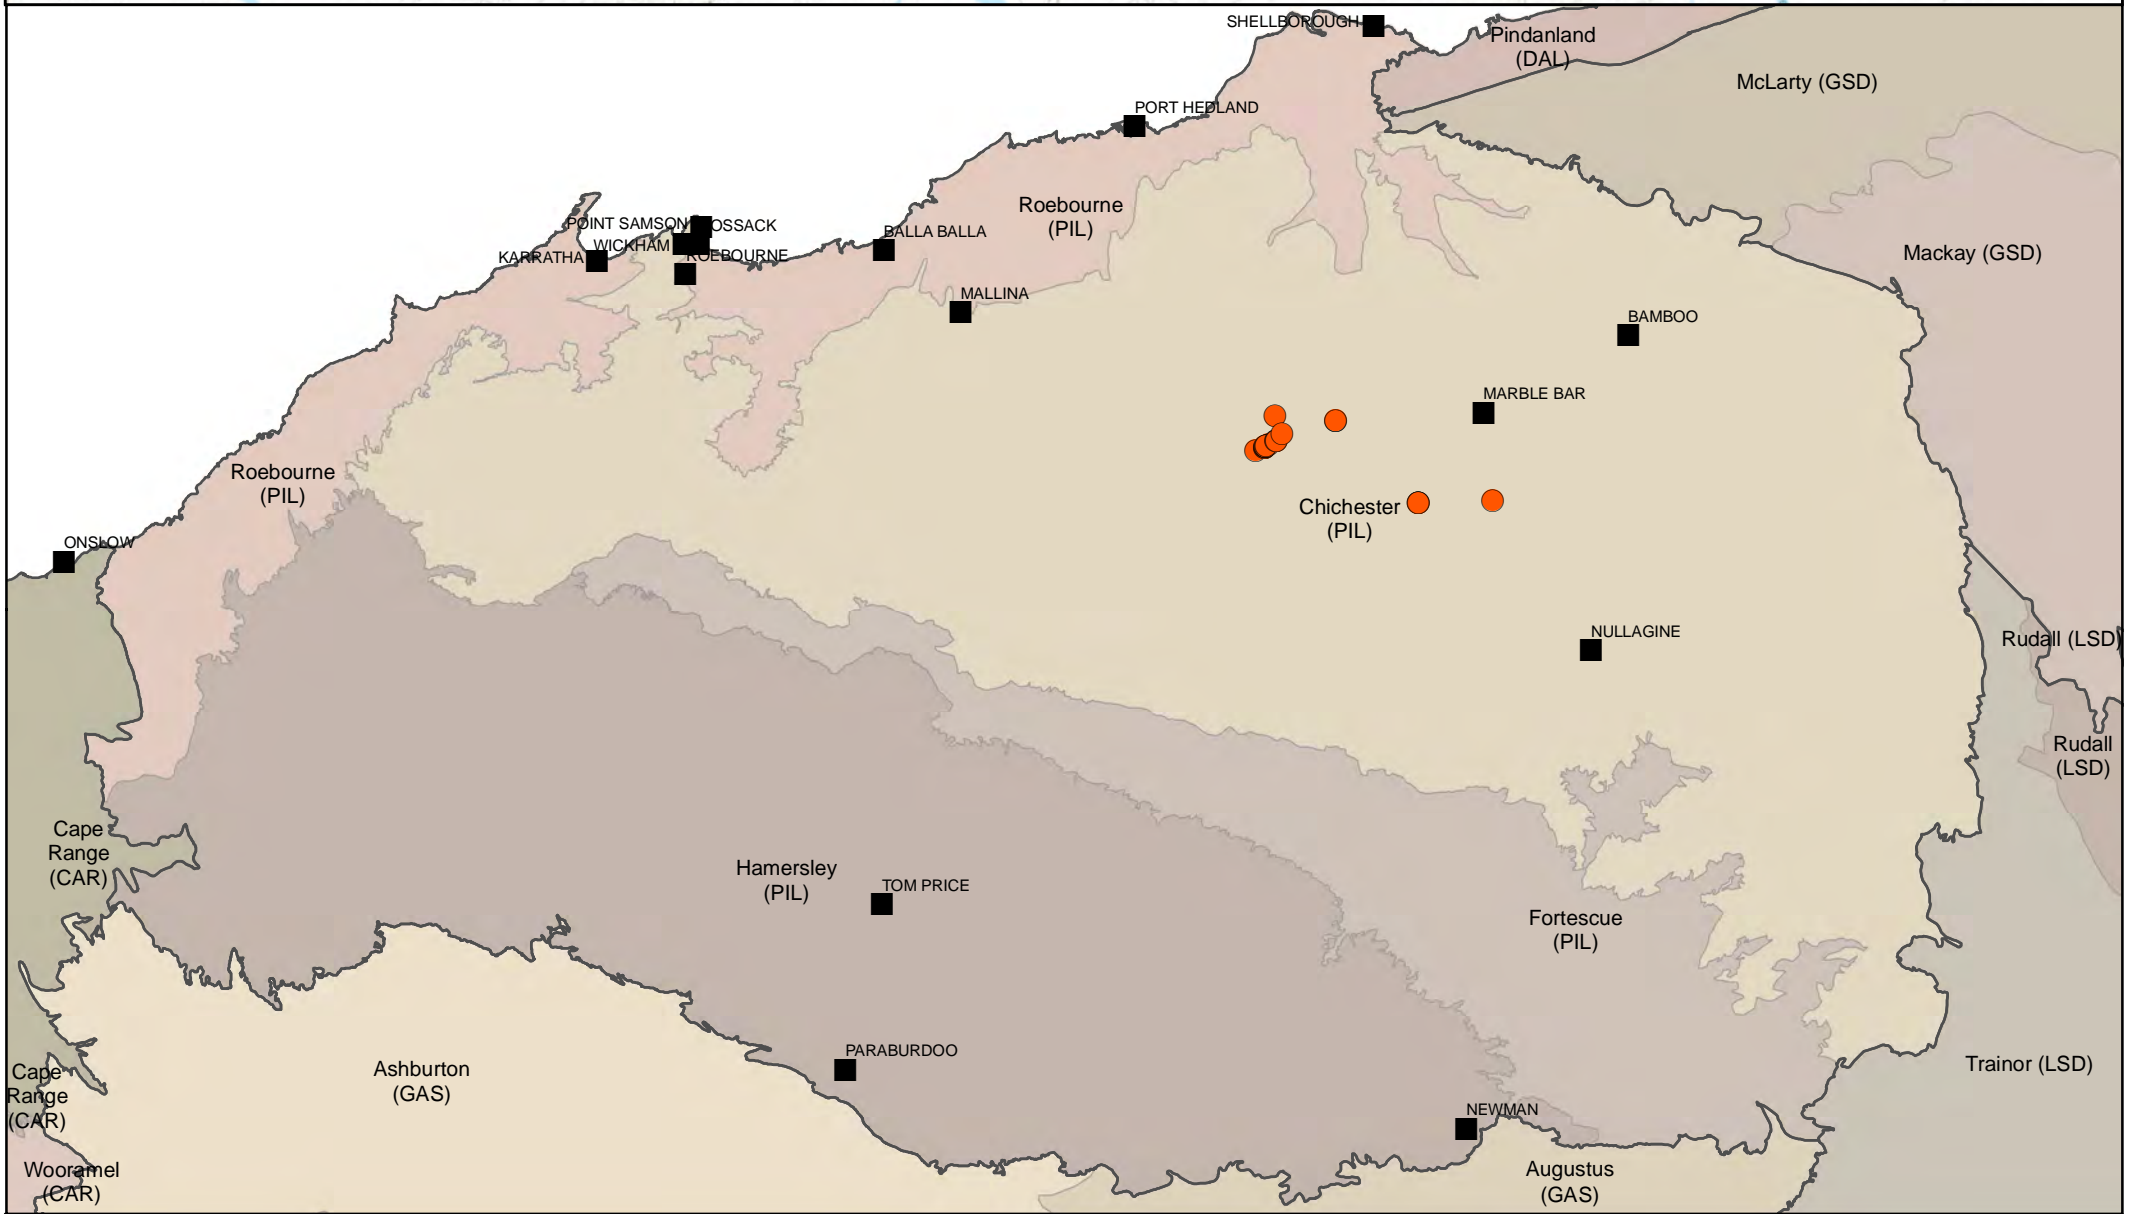 SHELLBOROUGH
Pindanland
(DAL)
McLarty (GSD)
PORT HEDLAND
Roebourne
(PIL)
POINT SAMSON
OSSACK
BALLA BALLA
WICKHAM
KARRATHA
ROEBOURNE
Mackay (GSD)
MALLINA
BAMBOO
MARBLE BAR
Roebourne
(PIL)
Chichester
(PIL)
ONSLOW
NULLAGINE
Rudall (LSD)
Rudall
(LSD)
Cape
Range
(CAR)
Hamersley
(PIL)
TOM PRICE
Fortescue
(PIL)
PARABURDOO
Ashburton
(GAS)
Trainor (LSD)
Cape
Range
(CAR)
NEWMAN
Wooramel
(CAR)
Augustus
(GAS)